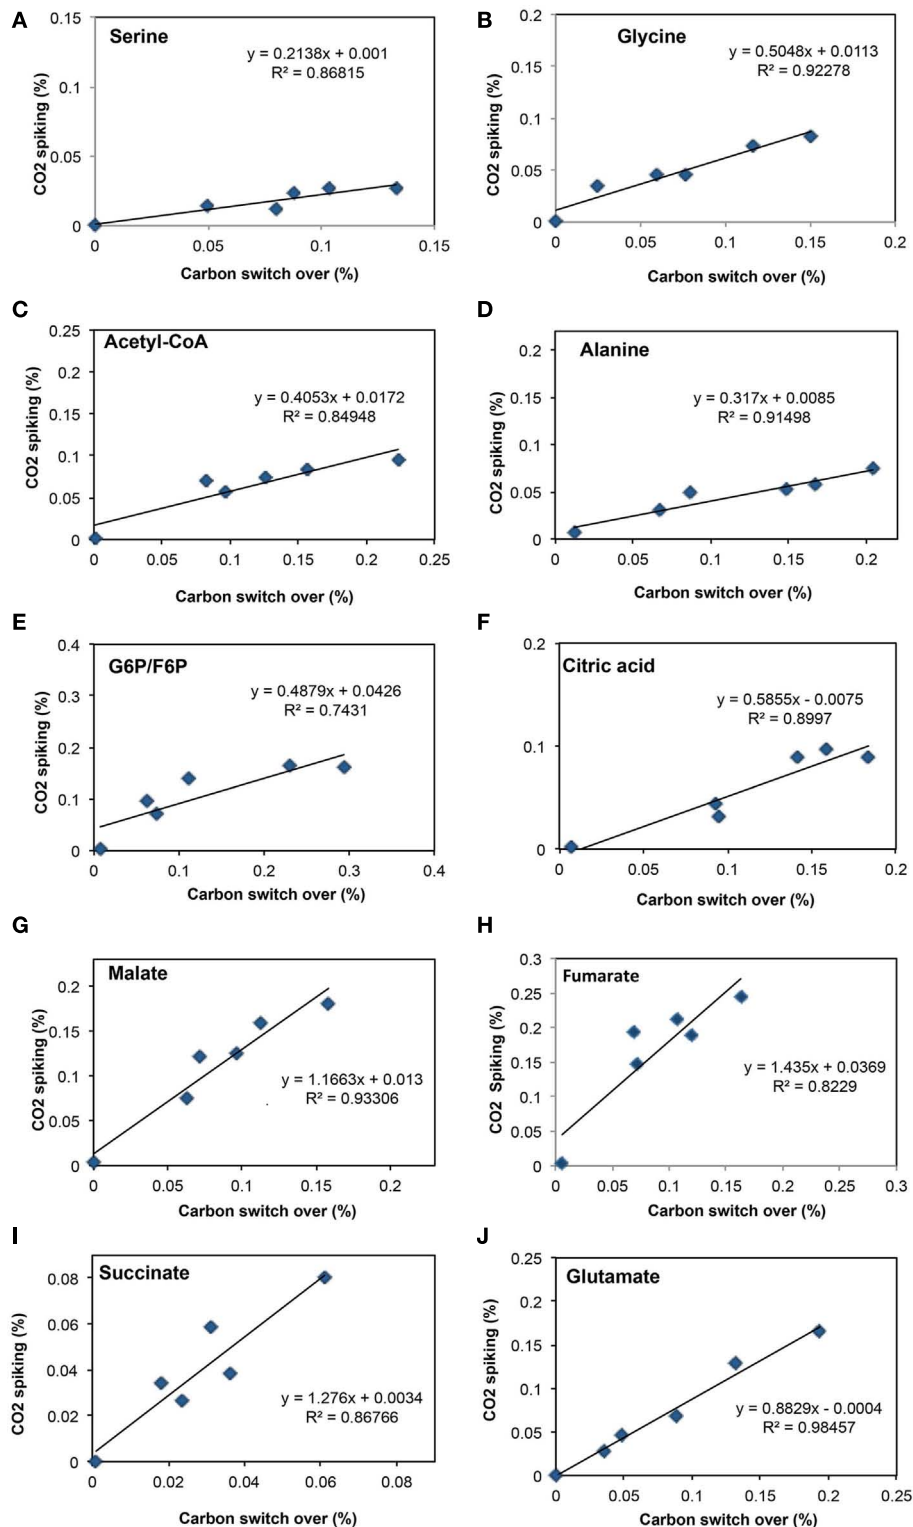 A
Serine
y = 0.2138x + 0.001
R² = 0.86815
0.15
0.1
0.05
0
CO2 spiking (%)
0 0.05 0.1 0.15
Carbon switch over (%)
B
Glycine
y = 0.5048x + 0.0113
R² = 0.92278
0.2
0.15
0.1
0.05
0
CO2 spiking (%)
0 0.05 0.1 0.15 0.2
Carbon switch over (%)
C
Acetyl-CoA
y = 0.4053x + 0.0172
R² = 0.84948
0.25
0.2
0.15
0.1
0.05
0
CO2 spiking (%)
0 0.05 0.1 0.15 0.2 0.25
Carbon switch over (%)
D
Alanine
y = 0.317x + 0.0085
R² = 0.91498
0.2
0.15
0.1
0.05
0
CO2 spiking (%)
0 0.05 0.1 0.15 0.2
Carbon switch over (%)
E
G6P/F6P
y = 0.4879x + 0.0426
R² = 0.7431
0.4
0.3
0.2
0.1
0
CO2 spiking (%)
0 0.1 0.2 0.3 0.4
Carbon switch over (%)
F
Citric acid
y = 0.5855x - 0.0075
R² = 0.8997
0.2
0.1
0
0 0.05 0.1 0.15 0.2
Carbon switch over (%)
G
Malate
y = 1.1663x + 0.013
R² = 0.93306
0.2
0.15
0.1
0.05
0
CO2 spiking (%)
0 0.05 0.1 0.15 0.2
Carbon switch over (%)
H
Fumarate
y = 1.435x + 0.0369
R² = 0.8229
0.3
0.25
0.2
0.15
0.1
0.05
0
CO2 Spiking (%)
0 0.05 0.1 0.15 0.2 0.25 0.3
Carbon switch over (%)
I
Succinate
y = 1.276x + 0.0034
R² = 0.86766
0.08
0.06
0.04
0.02
0
CO2 spiking (%)
0 0.02 0.04 0.06 0.08
Carbon switch over (%)
J
Glutamate
y = 0.8829x - 0.0004
R² = 0.98457
0.25
0.2
0.15
0.1
0.05
0
CO2 spiking (%)
0 0.05 0.1 0.15 0.2 0.25
Carbon switch over (%)